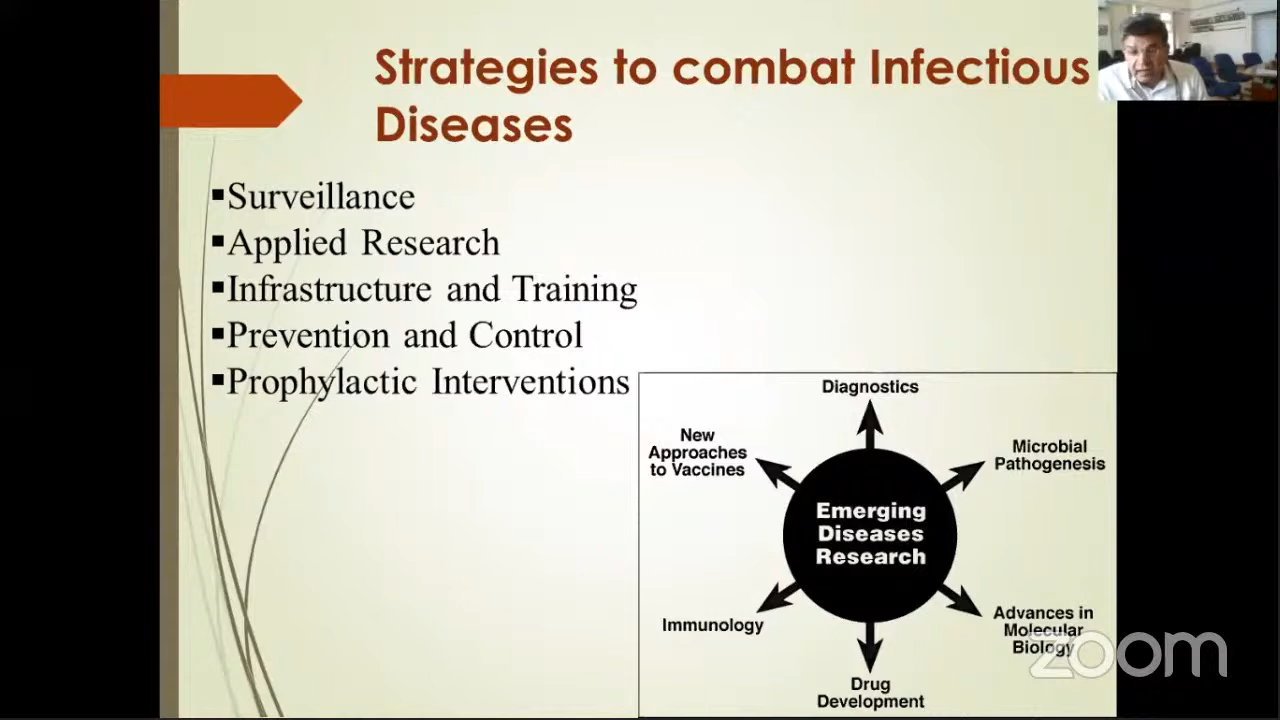 Strategies to combat Infectious
Diseases
▪Surveillance
▪Applied Research
▪Infrastructure and Training
▪Prevention and Control
▪Prophylactic Interventions
Diagnostics
New
Approaches
to Vaccines
Microbial
Pathogenesis
Emerging
Diseases
Research
Immunology
Advances in
Molecular
Biology
Drug
Development
zoom